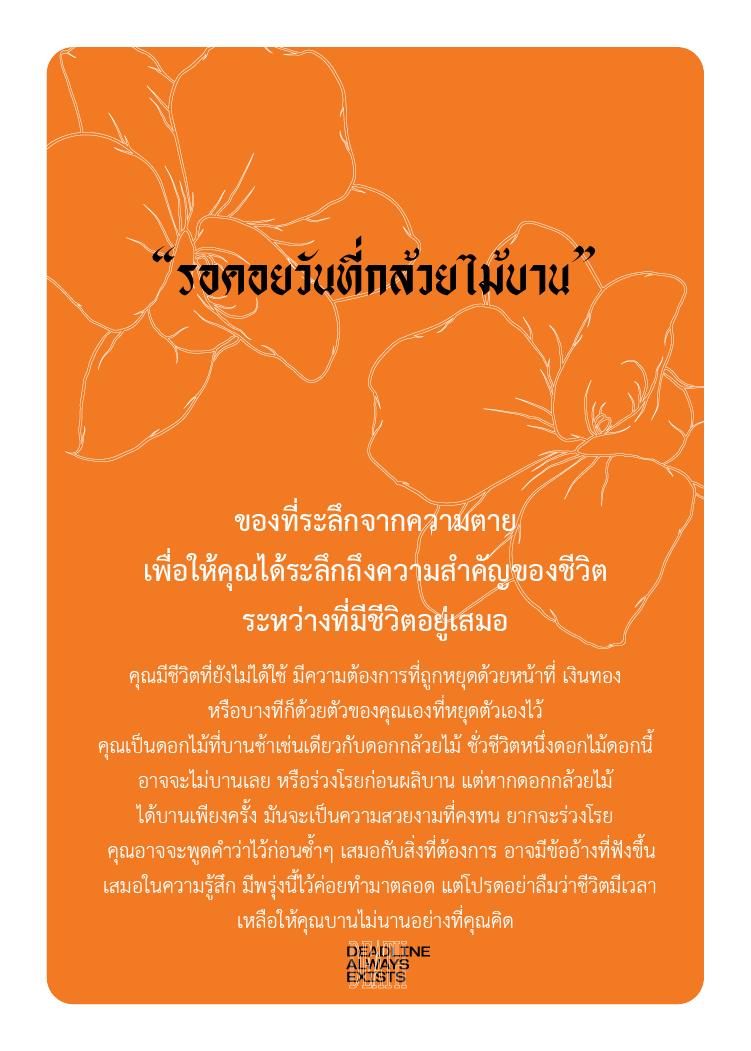 “รอคอยวันที่กล้วยไม้บาน”
ของที่ระลึกจากความตาย
เพื่อให้คุณได้ระลึกถึงความสำคัญของชีวิต
ระหว่างที่มีชีวิตอยู่เสมอ
คุณมีชีวิตที่ยังไม่ได้ใช้ มีความต้องการที่ถูกหยุดด้วยหน้าที่ เงินทอง
หรือบางทีก็ด้วยตัวของคุณเองที่หยุดตัวเองไว้
คุณเป็นดอกไม้ที่บานช้าเช่นเดียวกับดอกกล้วยไม้ ชั่วชีวิตหนึ่งดอกไม้ดอกนี้
อาจจะไม่บานเลย หรือร่วงโรยก่อนผลิบาน แต่หากดอกกล้วยไม้
ได้บานเพียงครั้ง มันจะเป็นความสวยงามที่คงทน ยากจะร่วงโรย
คุณอาจจะพูดคำว่าไว้ก่อนซ้ำๆ เสมอกับสิ่งที่ต้องการ อาจมีข้ออ้างที่ฟังขึ้น
เสมอในความรู้สึก มีพรุ่งนี้ไว้ค่อยทำมาตลอด แต่โปรดอย่าลืมว่าชีวิตมีเวลา
เหลือให้คุณบานไม่นานอย่างที่คุณคิด
DEADLINE
ALWAYS
EXISTS